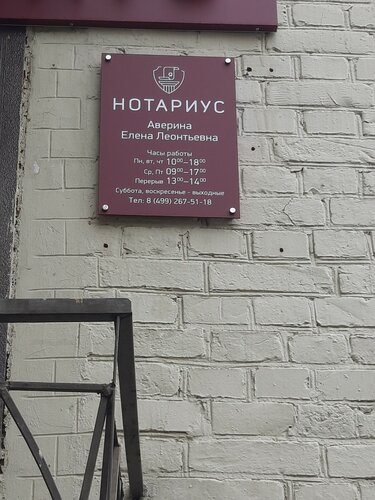 НОТАРИУС
Аверина
Елена Леонтьевна
Часы работы
Пн, вт, чт 10⁰⁰–18⁰⁰
Ср, Пт 09⁰⁰–17⁰⁰
Перерыв 13⁰⁰–14⁰⁰
Суббота, воскресенье - выходные
Тел: 8 (499) 267-51-18